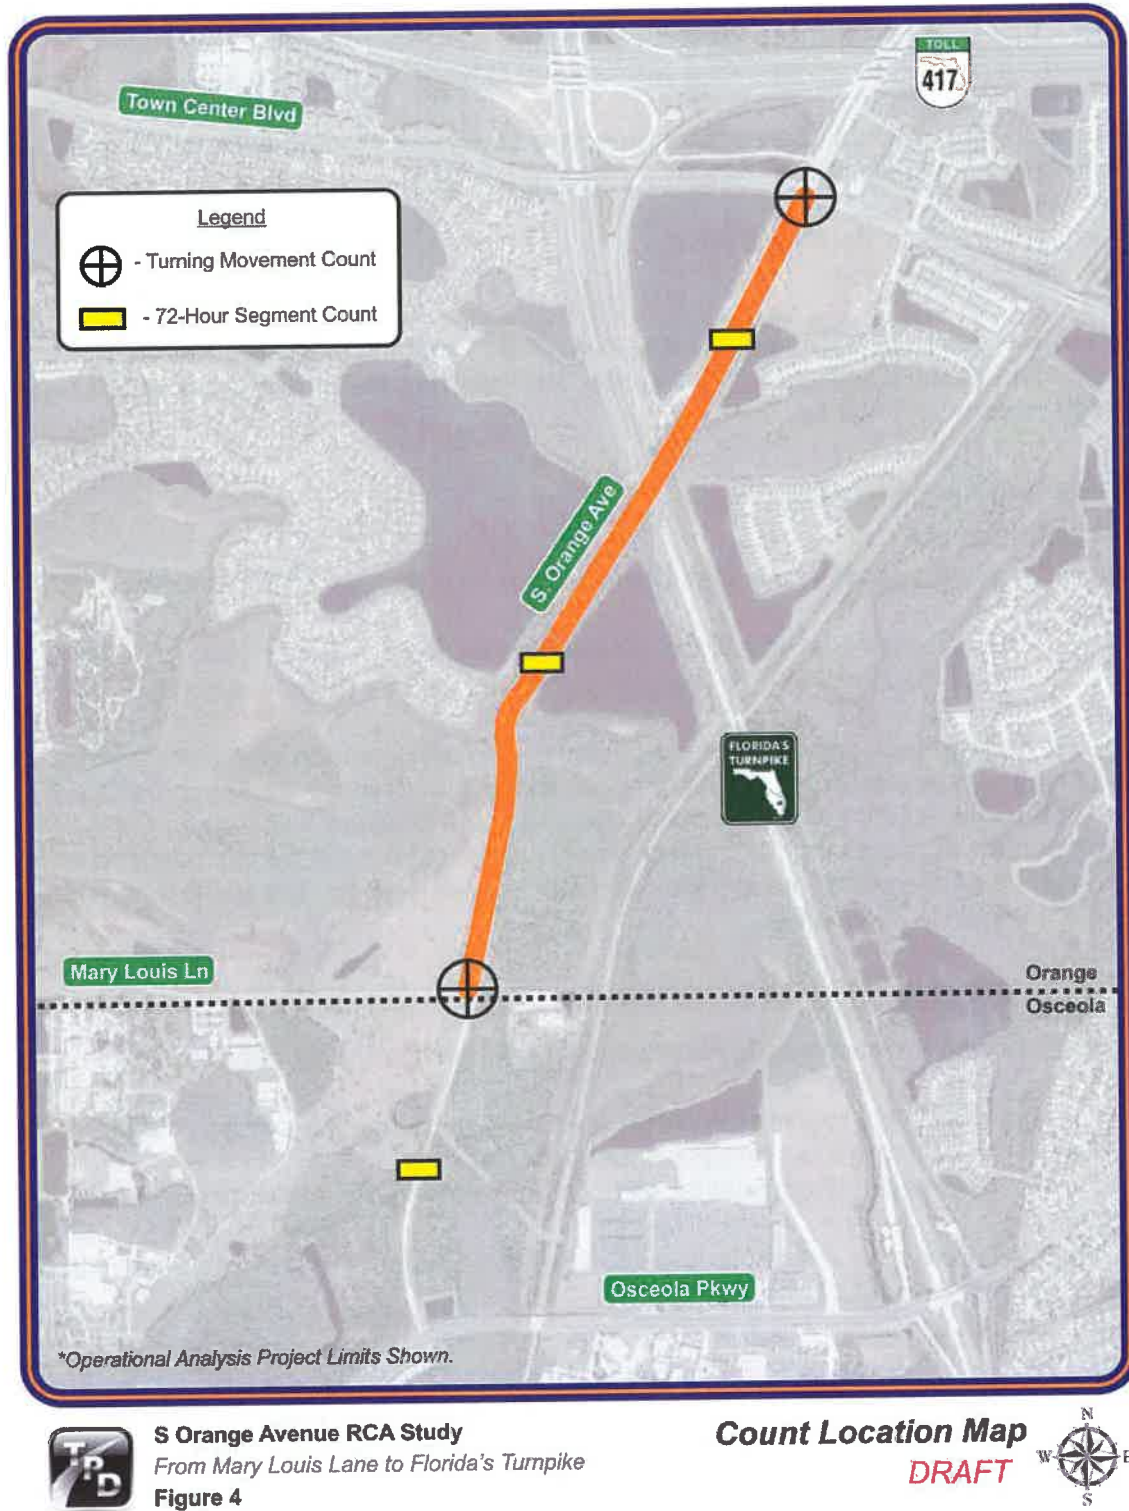 TOLL
417
Town Center Blvd
Legend
- Turning Movement Count
- 72-Hour Segment Count
S. Orange Ave
FLORIDA'S
TURNPIKE
Mary Louis Ln
Orange
Osceola
Osceola Pkwy
*Operational Analysis Project Limits Shown.
TPD
S Orange Avenue RCA Study
From Mary Louis Lane to Florida's Turnpike
Figure 4
Count Location Map
DRAFT
N
W
E
S